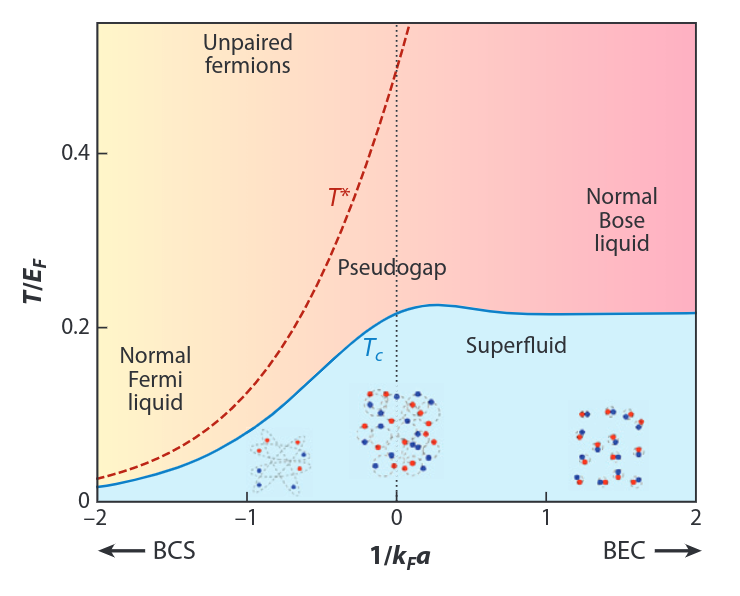 Unpaired
fermions
0.4
T*
Normal
Bose
liquid
Pseudogap
T/E_F
0.2
T_c
Superfluid
Normal
Fermi
liquid
0
−2
−1
0
1
2
← BCS
1/k_F a
BEC →